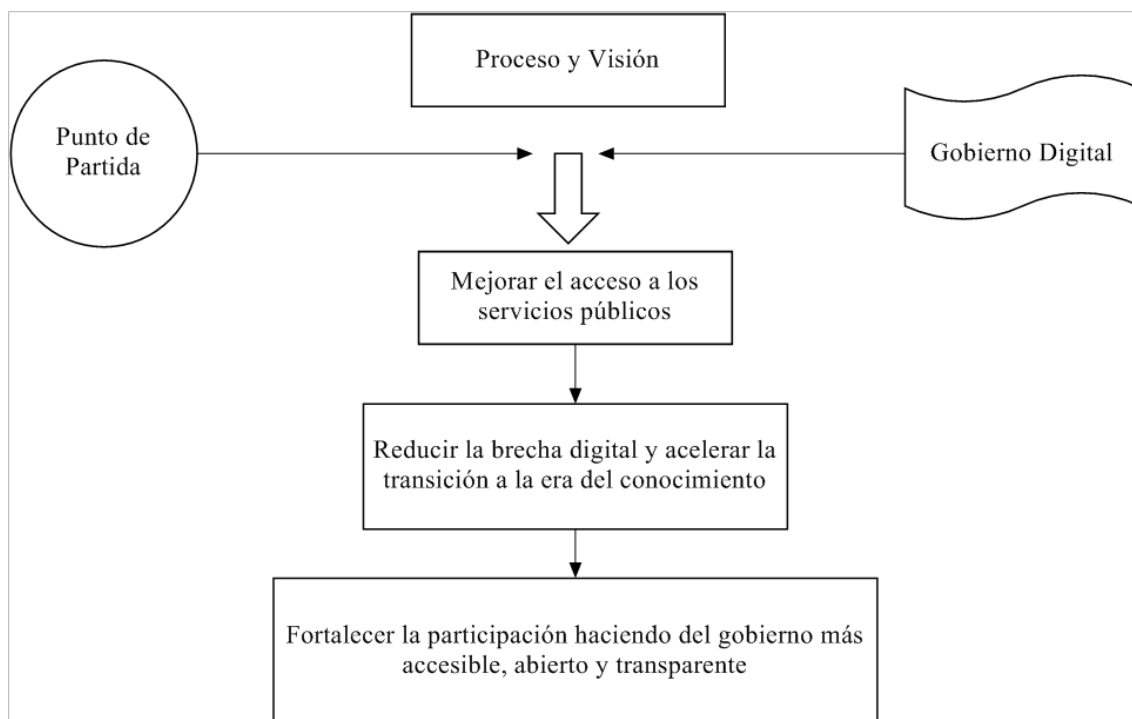 Proceso y Visión
Punto de
Partida
Gobierno Digital
Mejorar el acceso a los
servicios públicos
Reducir la brecha digital y acelerar la
transición a la era del conocimiento
Fortalecer la participación haciendo del gobierno más
accesible, abierto y transparente